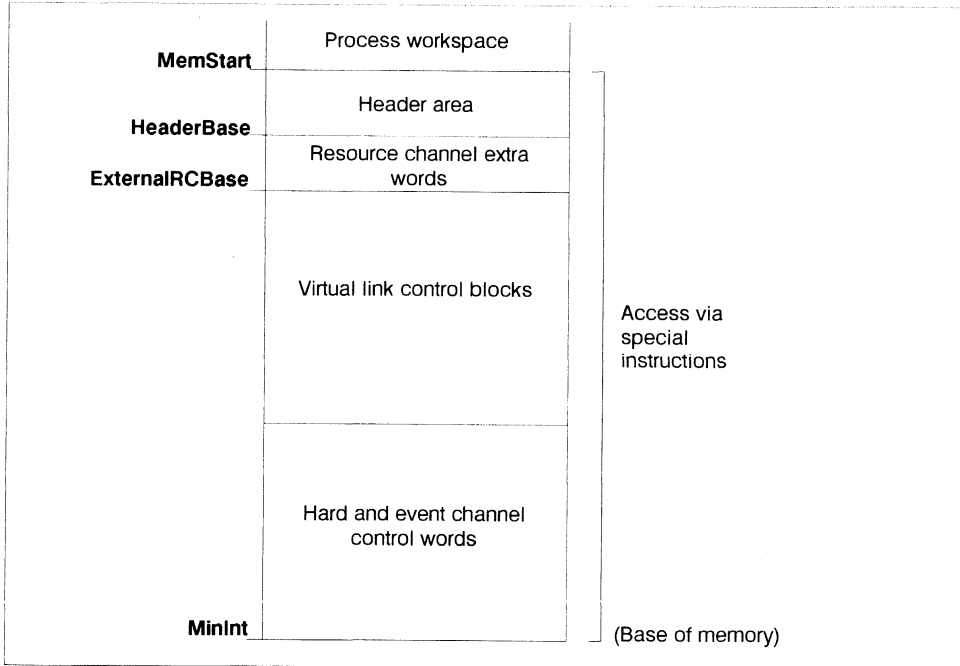 Process workspace
MemStart
Header area
HeaderBase
Resource channel extra
words
ExternalRCBase
Virtual link control blocks
Access via
special
instructions
Hard and event channel
control words
MinInt
(Base of memory)